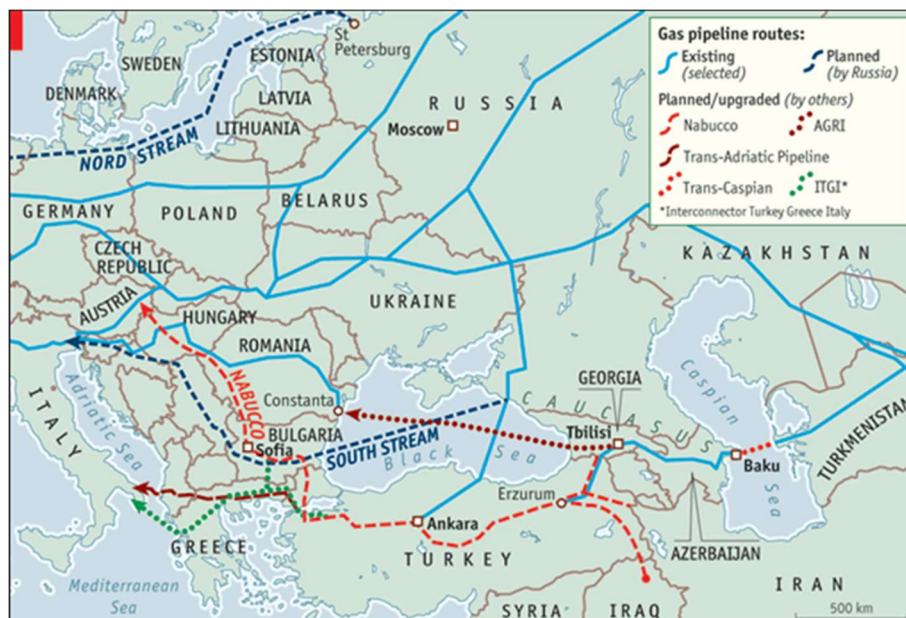 St
Petersburg
SWEDEN
ESTONIA
DENMARK
LATVIA
LITHUANIA
RUSSIA
Moscow
NORD STREAM
BELARUS
GERMANY
POLAND
CZECH
REPUBLIC
AUSTRIA
UKRAINE
HUNGARY
ROMANIA
KAZAKHSTAN
Adriatic Sea
ITALY
NABUCCO
Constanta
BULGARIA
Sofia
SOUTH STREAM
Black Sea
GEORGIA
CAUCASUS
Tbilisi
Caspian Sea
Baku
TURKMENISTAN
Erzurum
Ankara
AZERBAIJAN
GREECE
TURKEY
Mediterranean
Sea
SYRIA
IRAQ
IRAN
500 km
Gas pipeline routes:
Existing Planned
(selected) (by Russia)
Planned/upgraded (by others)
Nabucco AGRI
Trans-Adriatic Pipeline
Trans-Caspian ITGI*
*Interconnector Turkey Greece Italy